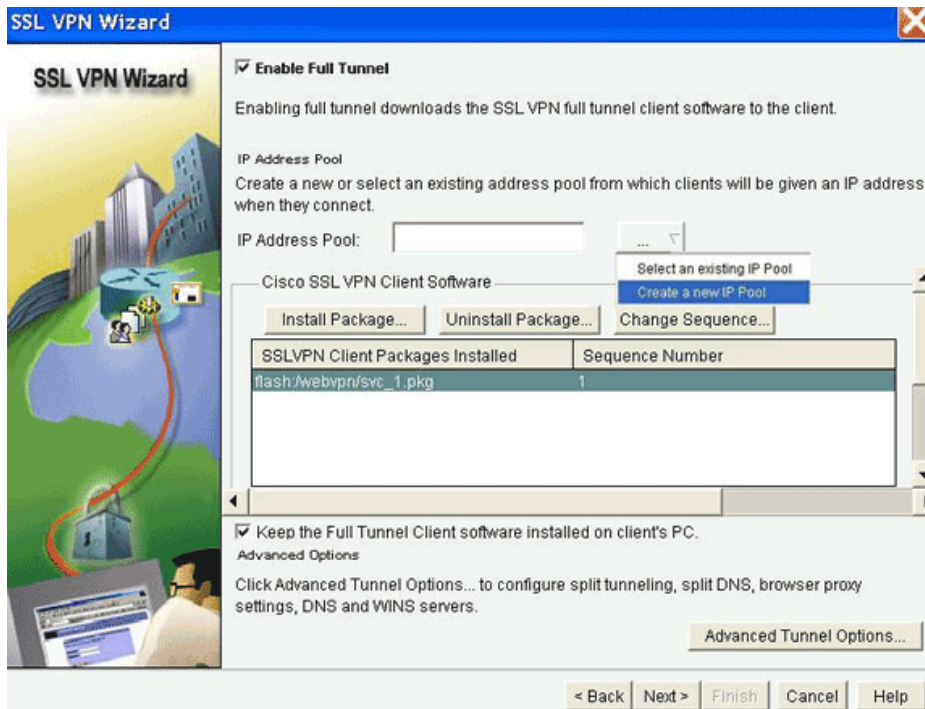 SSL VPN Wizard
SSL VPN Wizard
Enable Full Tunnel
Enabling full tunnel downloads the SSL VPN full tunnel client software to the client.
IP Address Pool
Create a new or select an existing address pool from which clients will be given an IP address
when they connect.
IP Address Pool:
...
Select an existing IP Pool
Create a new IP Pool
Cisco SSL VPN Client Software
Install Package... Uninstall Package... Change Sequence...
SSLVPN Client Packages Installed Sequence Number
flash:/webvpn/svc_1.pkg 1
Keep the Full Tunnel Client software installed on client's PC.
Advanced Options
Click Advanced Tunnel Options... to configure split tunneling, split DNS, browser proxy
settings, DNS and WINS servers.
Advanced Tunnel Options...
< Back Next > Finish Cancel Help